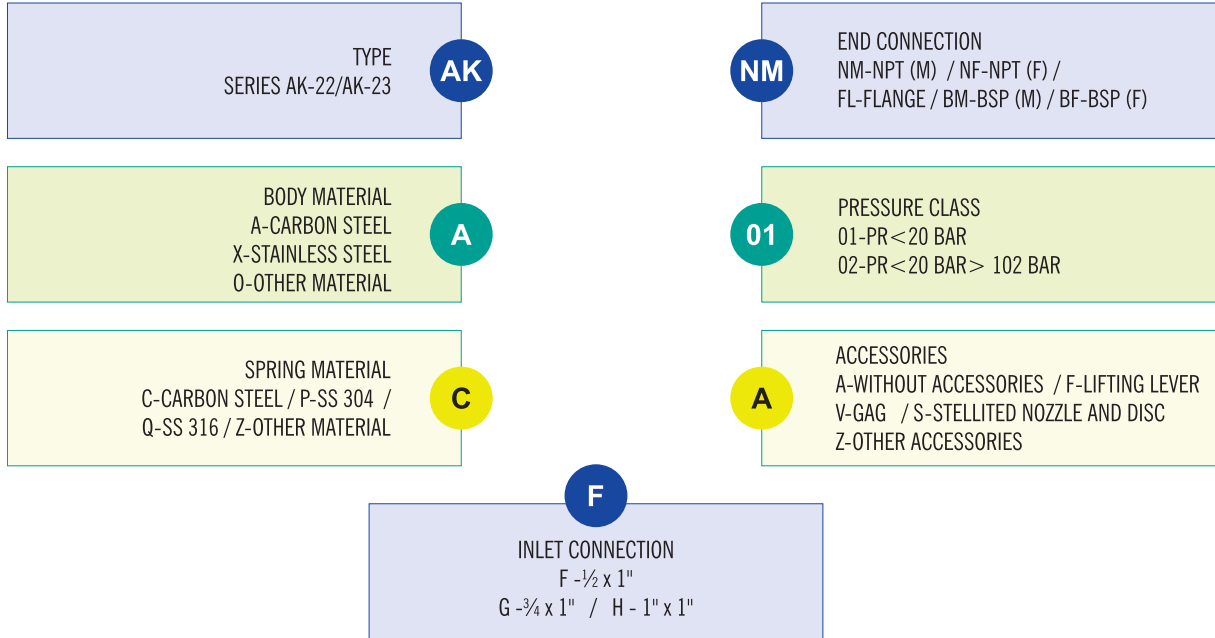 TYPE
SERIES AK-22/AK-23
AK
NM
END CONNECTION
NM-NPT (M) / NF-NPT (F) /
FL-FLANGE / BM-BSP (M) / BF-BSP (F)
BODY MATERIAL
A-CARBON STEEL
X-STAINLESS STEEL
O-OTHER MATERIAL
A
01
PRESSURE CLASS
01-PR<20 BAR
02-PR<20 BAR> 102 BAR
SPRING MATERIAL
C-CARBON STEEL / P-SS 304 /
Q-SS 316 / Z-OTHER MATERIAL
C
A
ACCESSORIES
A-WITHOUT ACCESSORIES / F-LIFTING LEVER
V-GAG / S-STELLITED NOZZLE AND DISC
Z-OTHER ACCESSORIES
F
INLET CONNECTION
F -½ x 1"
G -¾ x 1" / H - 1" x 1"